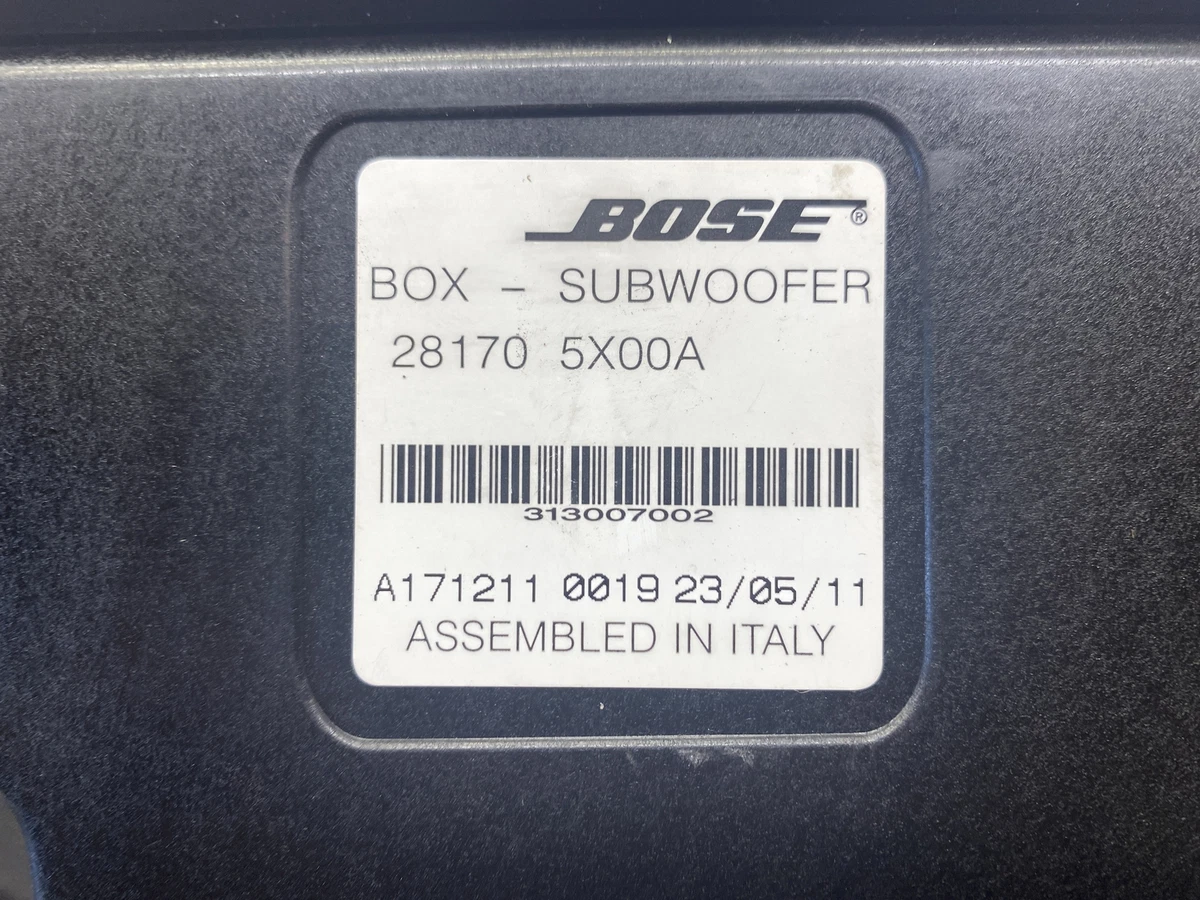 BOSE®
BOX – SUBWOOFER
28170 5X00A
313007002
A171211 0019 23/05/11
ASSEMBLED IN ITALY